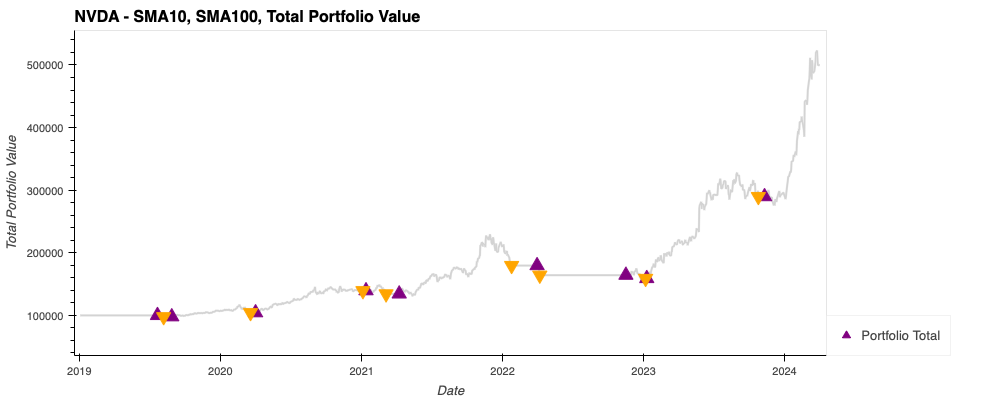 NVDA - SMA10, SMA100, Total Portfolio Value
Total Portfolio Value
500000
400000
300000
200000
100000
2019
2020
2021
2022
2023
2024
Date
Portfolio Total